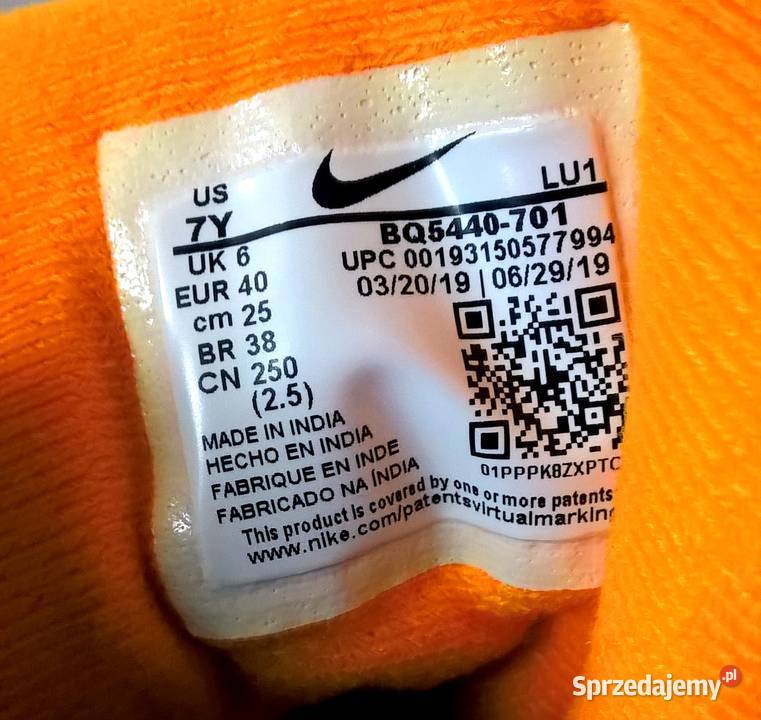 US
7Y
LU1
BQ5440-701
UPC 00193150577994
03/20/19 | 06/29/19
UK 6
EUR 40
cm 25
BR 38
CN 250
(2.5)
MADE IN INDIA
HECHO EN INDIA
FABRIQUE EN INDE
FABRICADO NA ÍNDIA
01PPPK8ZXPTC
This product is covered by one or more patents
www.nike.com/patentsvirtualmarking
Sprzedajemy.pl